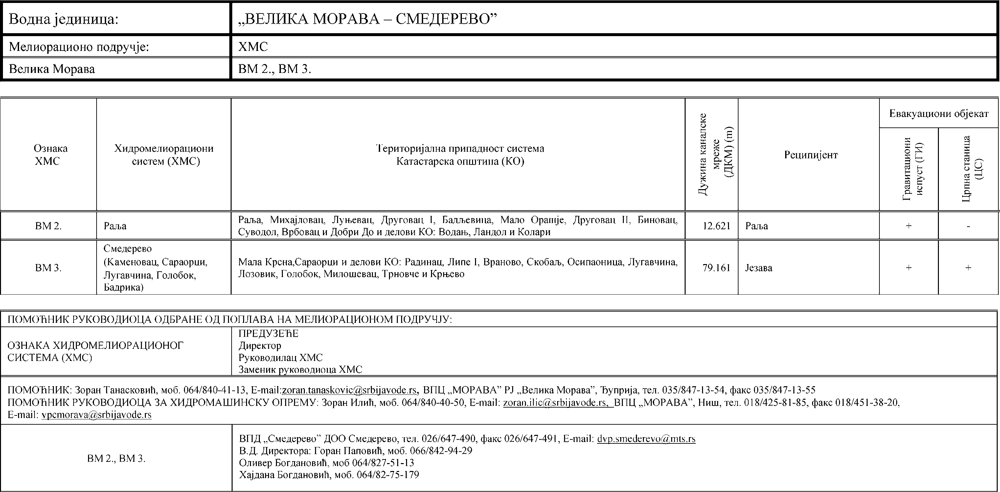 Водна јединица:
„ВЕЛИКА МОРАВА – СМЕДЕРЕВО”
Мелиорационо подручје:
ХМС
Велика Морава
ВМ 2., ВМ 3.
Ознака
ХМС
Хидромелиорациони
систем (ХМС)
Територијална припадност система
Катастарска општина (КО)
Дужина каналске
мреже
(ДКМ) (m)
Реципијент
Евакуациони објекат
Гравитациони
испуст (ГИ)
Црпна станица
(ЦС)
ВМ 2.
Раља
Раља, Михајловац, Луњевац, Друговац I, Бадљевица, Мало Орашје, Друговац II, Биновац,
Суводол, Врбовац и Добри До и делови КО: Водањ, Ландол и Колари
12.621
Раља
+
-
ВМ 3.
Смедерево
(Каменовац, Сараорци,
Лугавчина, Голобок,
Бадрика)
Мала Крсна,Сараорци и делови КО: Радинац, Липе I, Враново, Скобаљ, Осипаоница, Лугавчина,
Лозовик, Голобок, Милошевац, Трновче и Крњево
79.161
Језава
+
+
ПОМОЋНИК РУКОВОДИОЦА ОДБРАНЕ ОД ПОПЛАВА НА МЕЛИОРАЦИОНОМ ПОДРУЧЈУ:
ОЗНАКА ХИДРОМЕЛИОРАЦИОНОГ
СИСТЕМА (ХМС)
ПРЕДУЗЕЋЕ
Директор
Руководилац ХМС
Заменик руководиоца ХМС
ПОМОЋНИК: Зоран Танасковић, моб. 064/840-41-13, E-mail:zoran.tanaskovic@srbijavode.rs, ВПЦ „МОРАВА” РЈ „Велика Морава”, Ћуприја, тел. 035/847-13-54, факс 035/847-13-55
ПОМОЋНИК РУКОВОДИОЦА ЗА ХИДРОМАШИНСКУ ОПРЕМУ: Зоран Илић, моб. 064/840-40-50, E-mail: zoran.ilic@srbijavode.rs, ВПЦ „МОРАВА”, Ниш, тел. 018/425-81-85, факс 018/451-38-20,
E-mail: vpcmorava@srbijavode.rs
ВМ 2., ВМ 3.
ВПД „Смедерево” ДОО Смедерево, тел. 026/647-490, факс 026/647-491, E-mail: dvp.smederevo@mts.rs
В.Д. Директора: Горан Паповић, моб. 066/842-94-29
Оливер Богдановић, моб 064/827-51-13
Хајдана Богдановић, моб. 064/82-75-179